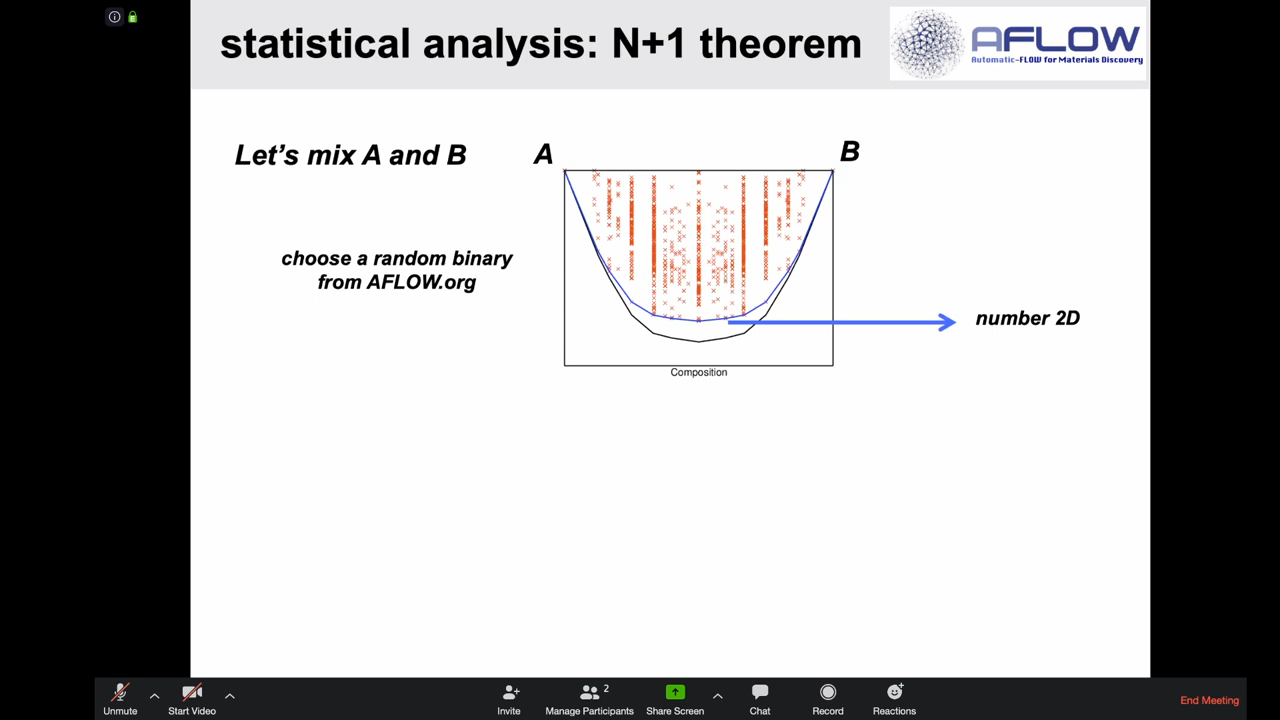 statistical analysis: N+1 theorem
AFLOW
Automatic-FLOW for Materials Discovery
Let's mix A and B
A
B
choose a random binary
from AFLOW.org
number 2D
Composition
2
Unmute
Start Video
Invite
Manage Participants
Share Screen
Chat
Record
Reactions
End Meeting